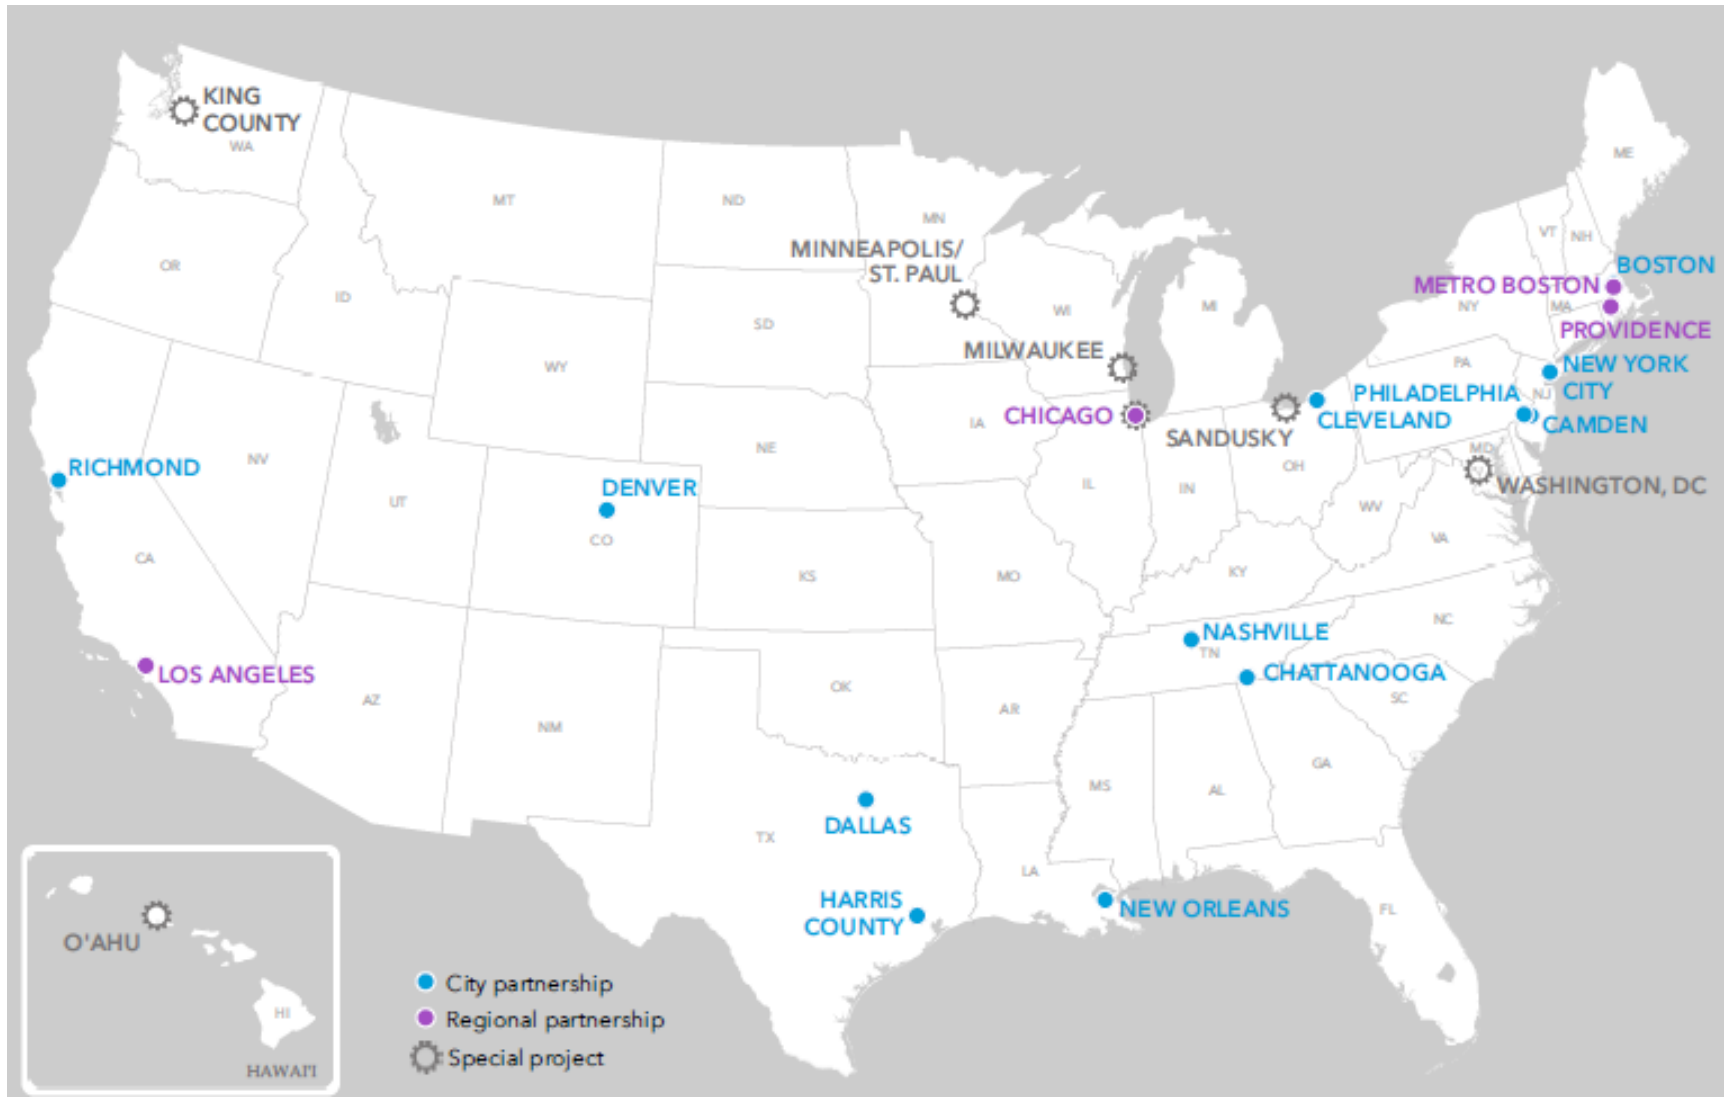 KING
COUNTY
WA
MT
ND
MN
ME
VT
NH
OR
ID
MINNEAPOLIS/
ST. PAUL
BOSTON
METRO BOSTON
NY
MA
WI
MI
SD
PROVIDENCE
WY
MILWAUKEE
PA
NEW YORK
CITY
NJ
PHILADELPHIA
CLEVELAND
CAMDEN
CHICAGO
IA
SANDUSKY
NE
OH
MD
RICHMOND
NV
DENVER
UT
IL
IN
WASHINGTON, DC
WV
CO
VA
CA
KS
MO
KY
NC
NASHVILLE
TN
CHATTANOOGA
LOS ANGELES
AZ
NM
OK
AR
SC
GA
MS
AL
TX
DALLAS
LA
HARRIS
COUNTY
NEW ORLEANS
FL
O'AHU
HI
HAWAI'I
City partnership
Regional partnership
Special project